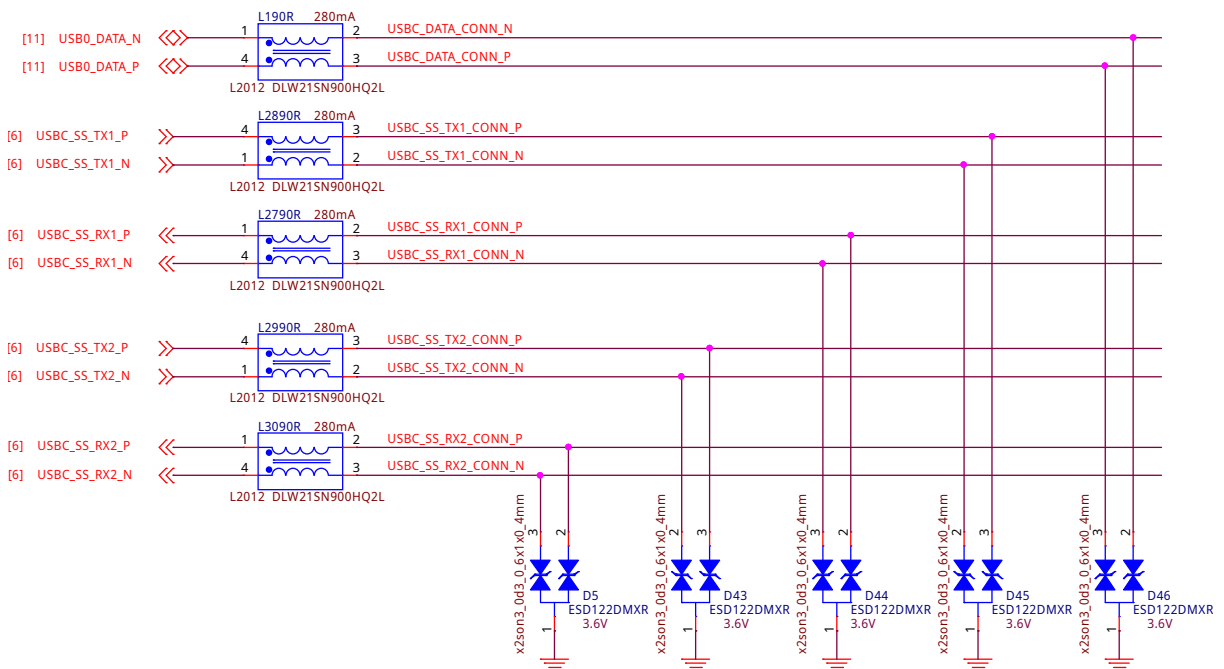 L190R 280mA
[11] USB0_DATA_N 1 2 USBC_DATA_CONN_N
[11] USB0_DATA_P 4 3 USBC_DATA_CONN_P
L2012 DLW21SN900HQ2L
L2890R 280mA
[6] USBC_SS_TX1_P 4 3 USBC_SS_TX1_CONN_P
[6] USBC_SS_TX1_N 1 2 USBC_SS_TX1_CONN_N
L2012 DLW21SN900HQ2L
L2790R 280mA
[6] USBC_SS_RX1_P 1 2 USBC_SS_RX1_CONN_P
[6] USBC_SS_RX1_N 4 3 USBC_SS_RX1_CONN_N
L2012 DLW21SN900HQ2L
L2990R 280mA
[6] USBC_SS_TX2_P 4 3 USBC_SS_TX2_CONN_P
[6] USBC_SS_TX2_N 1 2 USBC_SS_TX2_CONN_N
L2012 DLW21SN900HQ2L
L3090R 280mA
[6] USBC_SS_RX2_P 1 2 USBC_SS_RX2_CONN_P
[6] USBC_SS_RX2_N 4 3 USBC_SS_RX2_CONN_N
L2012 DLW21SN900HQ2L
x2son3_0d3_0_6x1x0_4mm
3 2
D5
ESD122DMXR
3.6V
1
x2son3_0d3_0_6x1x0_4mm
2 3
D43
ESD122DMXR
3.6V
1
x2son3_0d3_0_6x1x0_4mm
3 2
D44
ESD122DMXR
3.6V
1
x2son3_0d3_0_6x1x0_4mm
2 3
D45
ESD122DMXR
3.6V
1
x2son3_0d3_0_6x1x0_4mm
3 2
D46
ESD122DMXR
3.6V
1